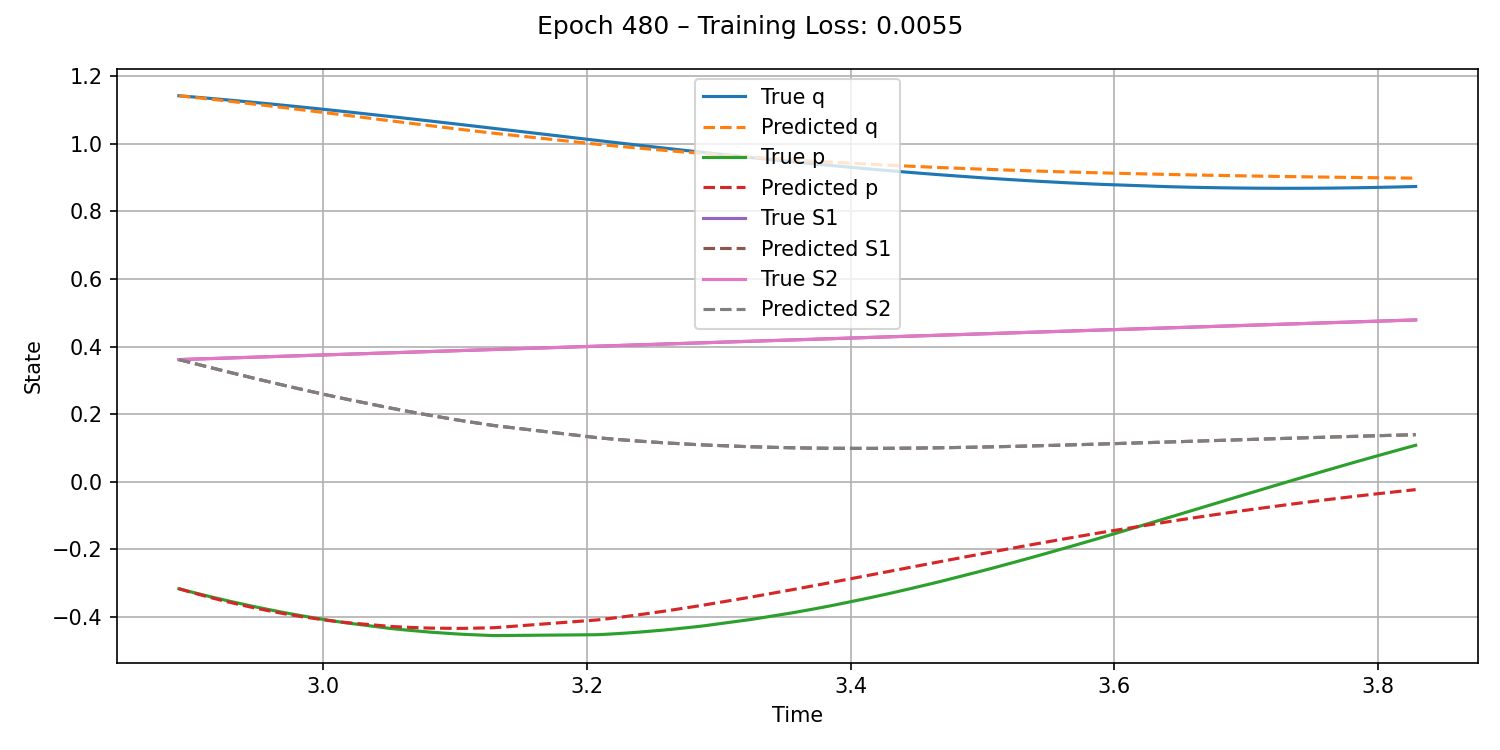 Epoch 480 – Training Loss: 0.0055
1.2
1.0
0.8
0.6
0.4
0.2
0.0
−0.2
−0.4
State
True q
Predicted q
True p
Predicted p
True S1
Predicted S1
True S2
Predicted S2
3.0 3.2 3.4 3.6 3.8
Time